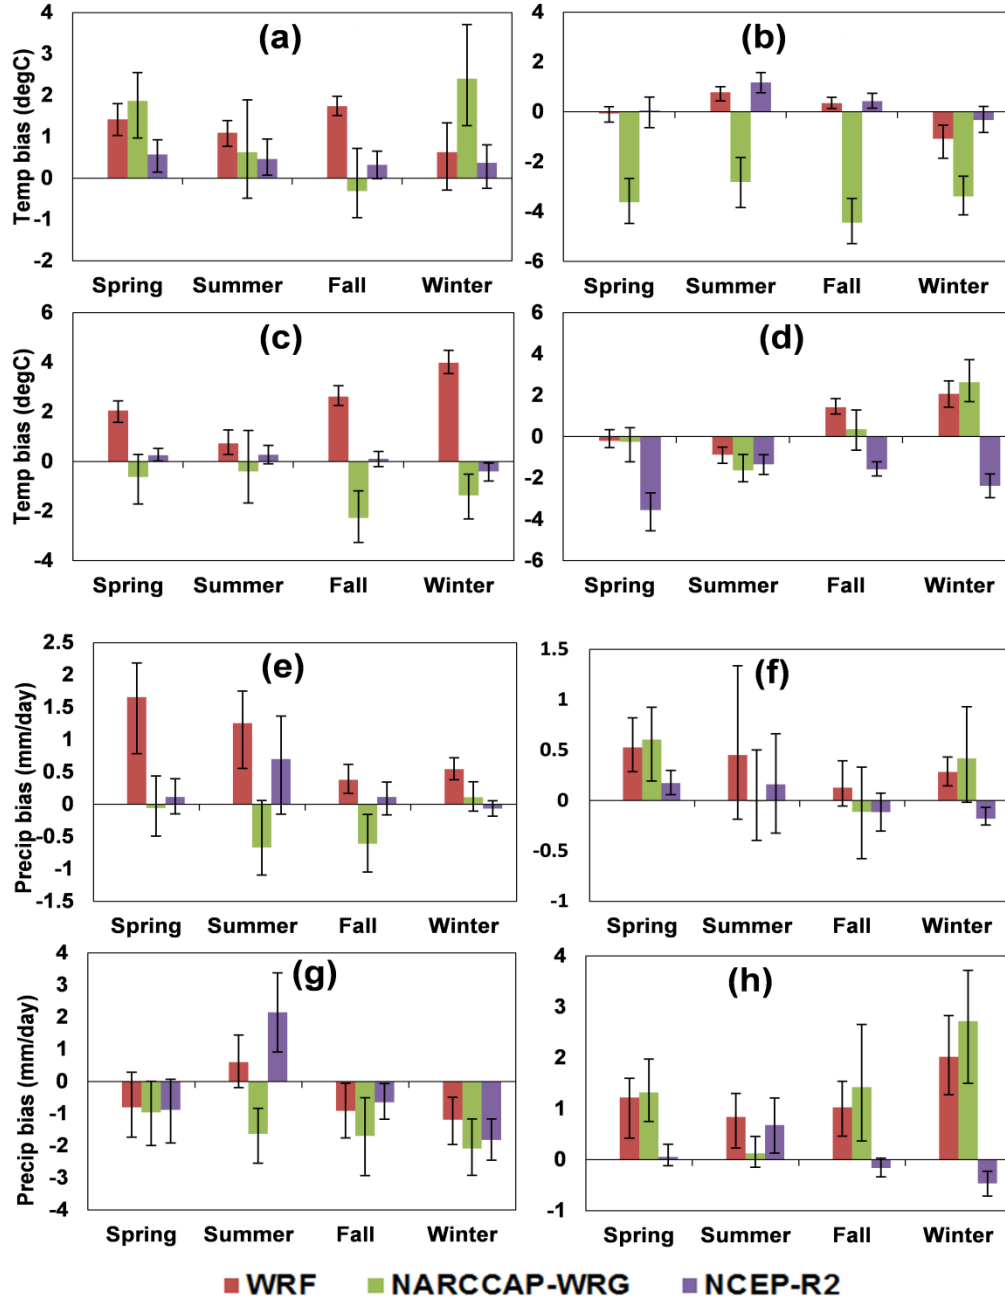 (a)
Temp bias (degC)
4
3
2
1
0
-1
-2
Spring Summer Fall Winter
(b)
4
2
0
-2
-4
-6
Spring Summer Fall Winter
(c)
Temp bias (degC)
6
4
2
0
-2
-4
Spring Summer Fall Winter
(d)
6
4
2
0
-2
-4
-6
Spring Summer Fall Winter
(e)
Precip bias (mm/day)
2.5
2
1.5
1
0.5
0
-0.5
-1
-1.5
Spring Summer Fall Winter
(f)
1.5
1
0.5
0
-0.5
-1
Spring Summer Fall Winter
(g)
Precip bias (mm/day)
4
3
2
1
0
-1
-2
-3
-4
Spring Summer Fall Winter
(h)
4
3
2
1
0
-1
Spring Summer Fall Winter
WRF NARCCAP-WRG NCEP-R2